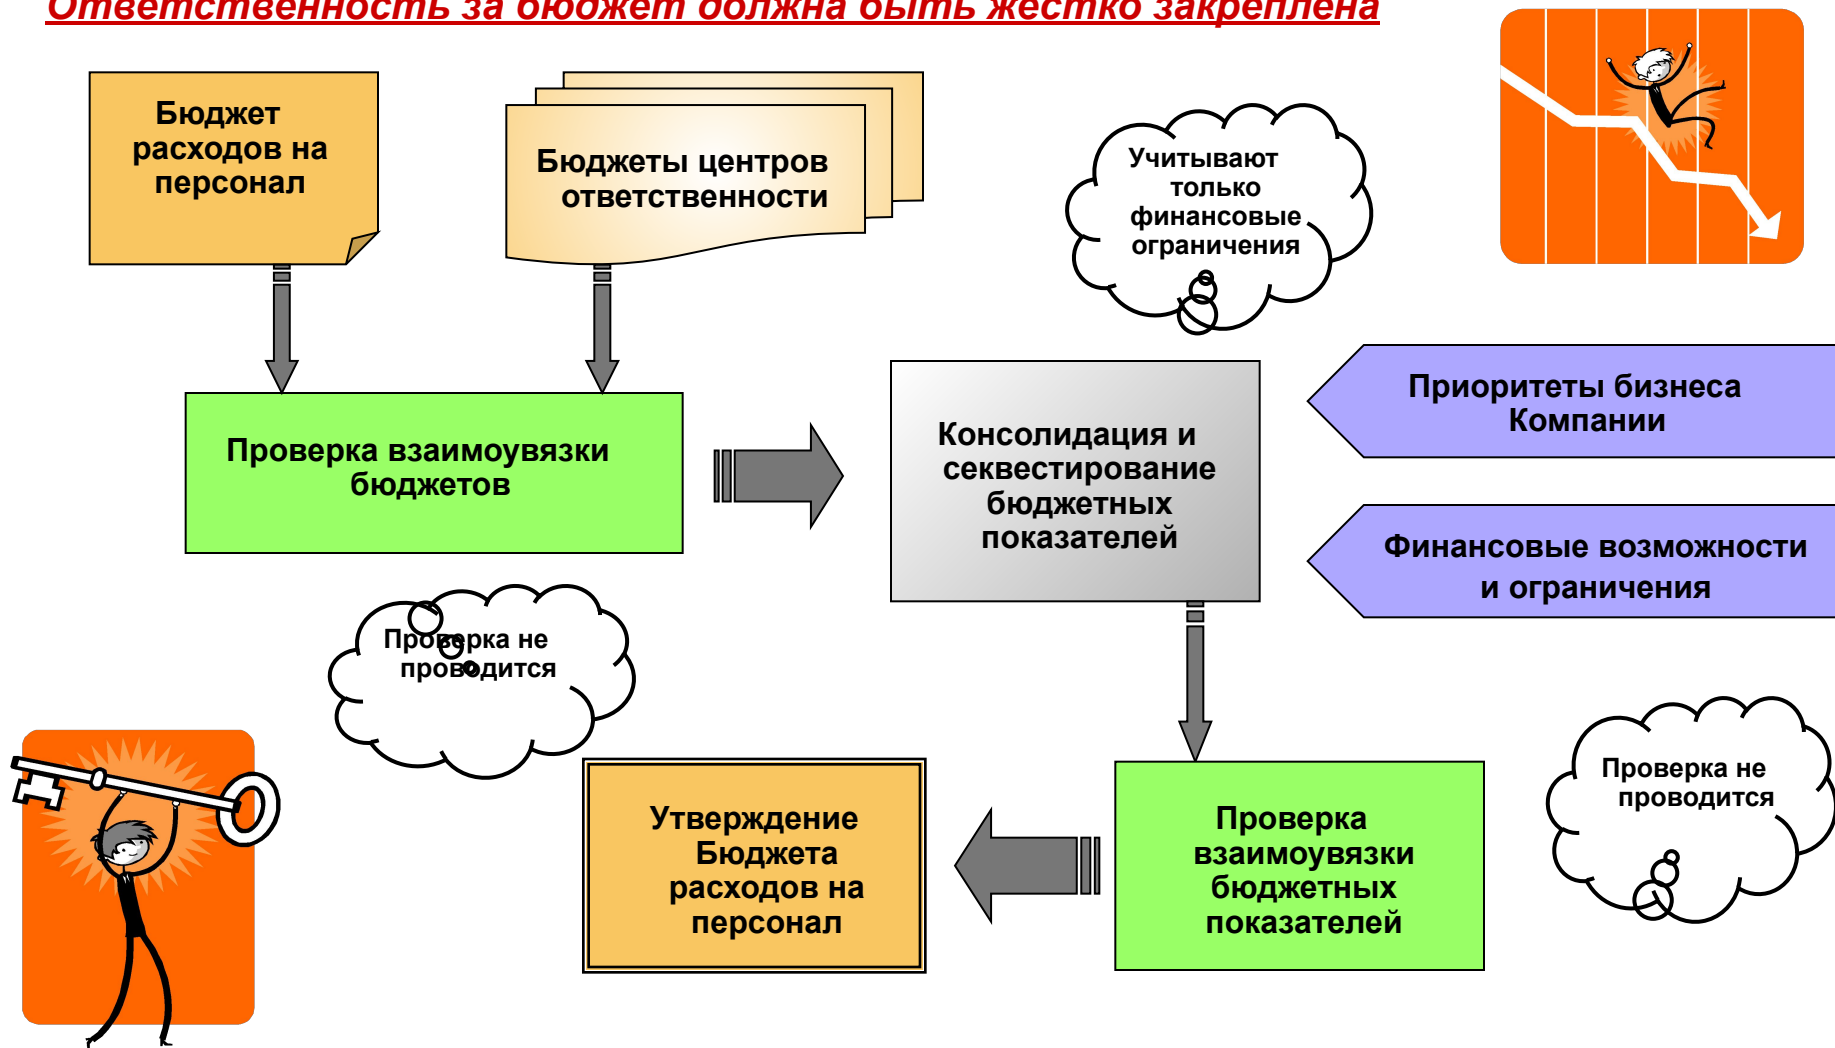 Ответственность за бюджет должна быть жестко закреплена
Бюджет
расходов на
персонал
Бюджеты центров
ответственности
Учитывают
только
финансовые
ограничения
Приоритеты бизнеса
Компании
Проверка взаимоувязки
бюджетов
Консолидация и
секвестирование
бюджетных
показателей
Финансовые возможности
и ограничения
Проверка не
проводится
Проверка не
проводится
Утверждение
Бюджета
расходов на
персонал
Проверка
взаимоувязки
бюджетных
показателей